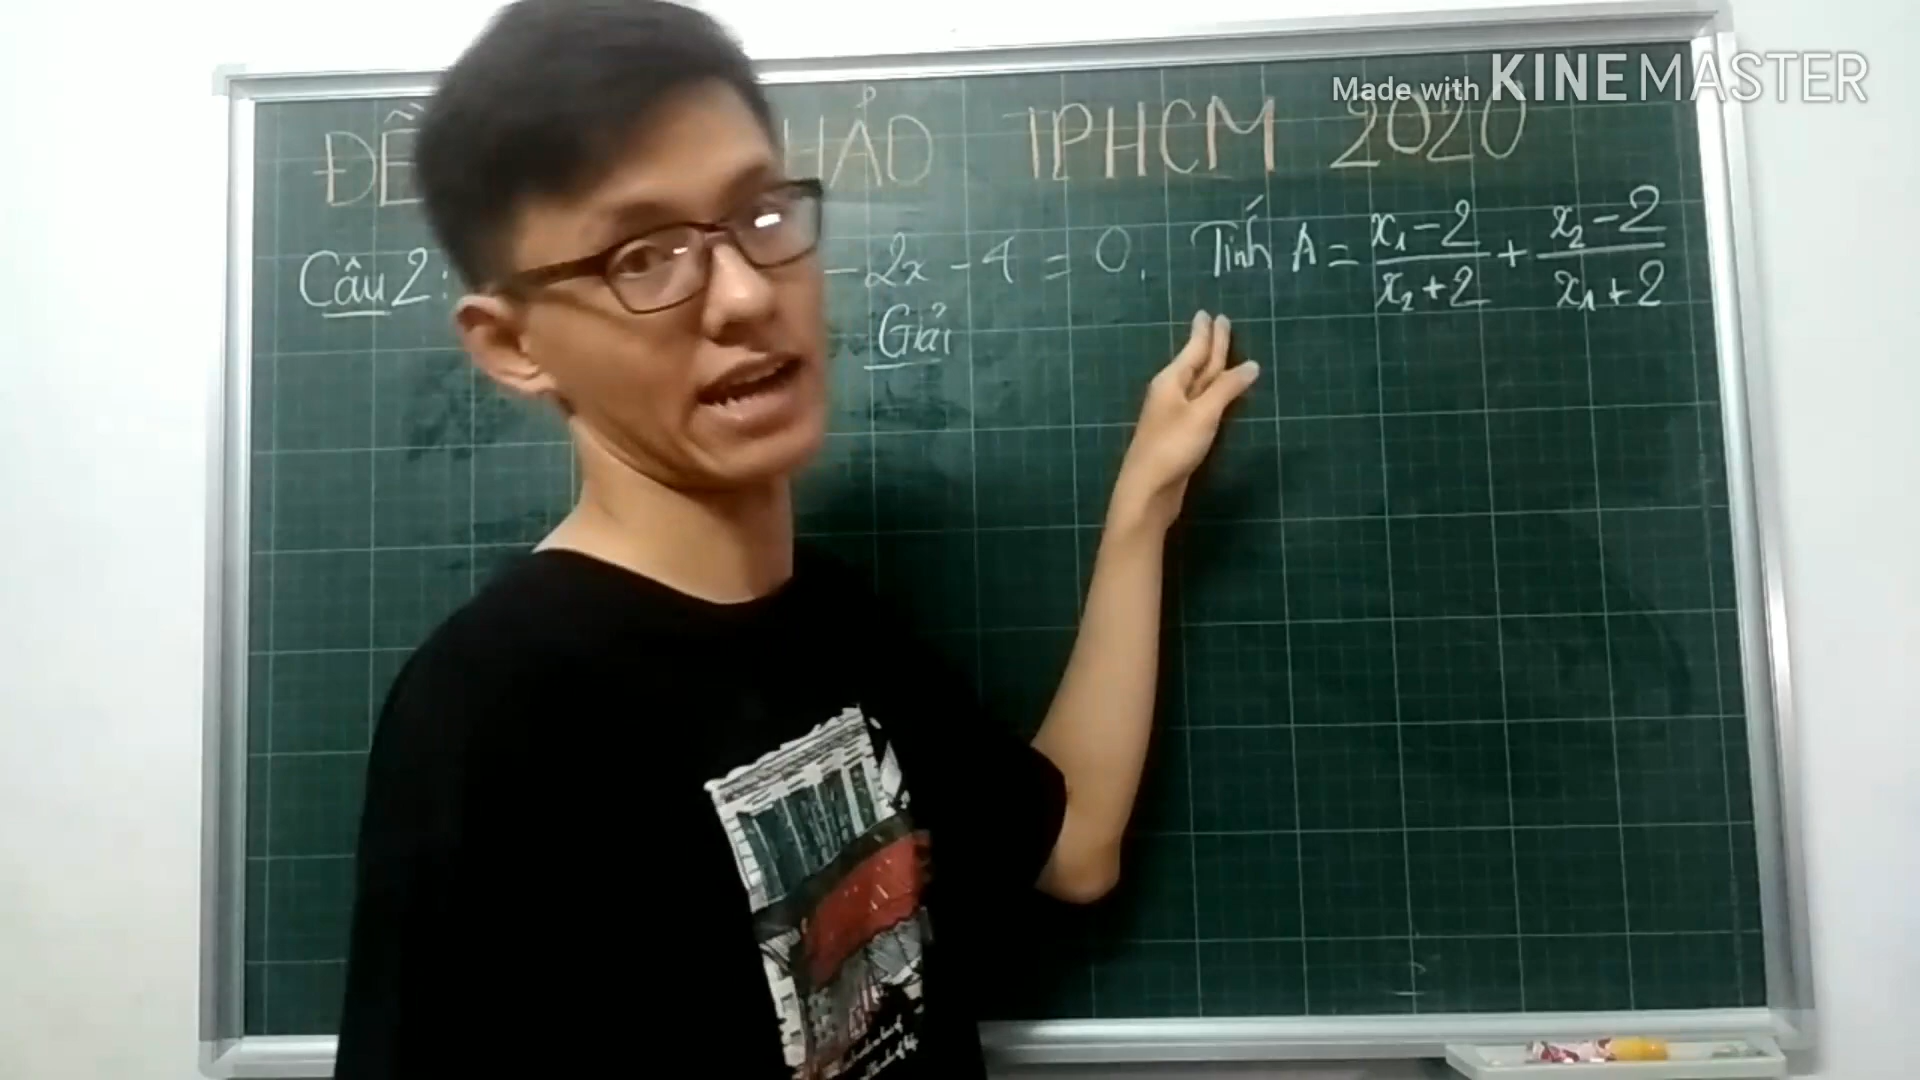 Made with KINEMASTER
ĐỀ HẢO TPHCM 2020
Câu 2: - 2x - 4 = 0. Tính A = x₁-2/x₂+2 + x₂-2/x₁+2
Giải